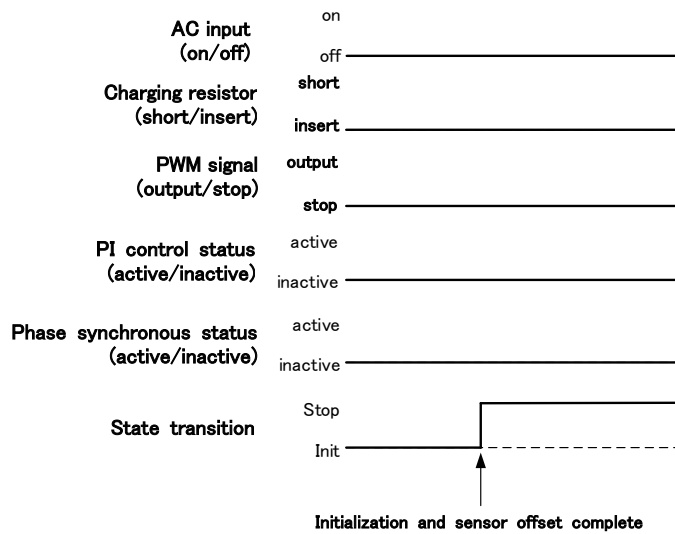 on
AC input
(on/off)
off
short
Charging resistor
(short/insert)
insert
output
PWM signal
(output/stop)
stop
active
PI control status
(active/inactive)
inactive
active
Phase synchronous status
(active/inactive)
inactive
Stop
State transition
Init
Initialization and sensor offset complete